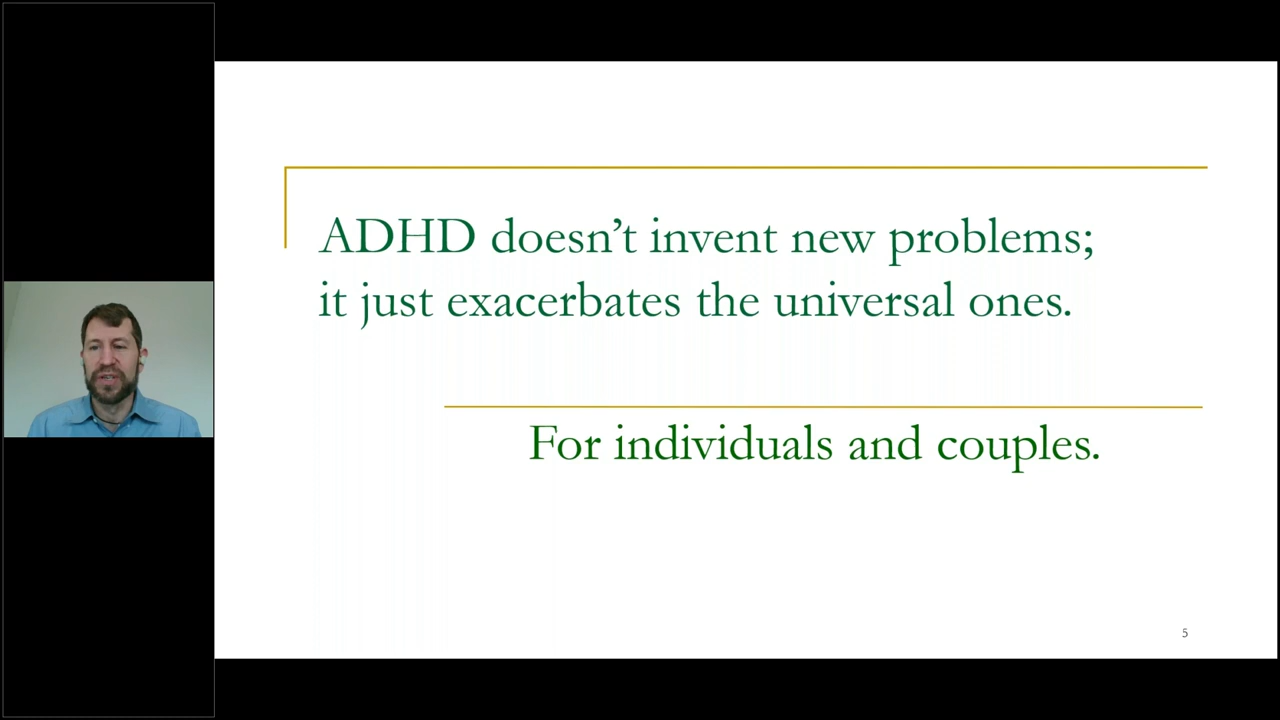 ADHD doesn’t invent new problems;
it just exacerbates the universal ones.
For individuals and couples.
5